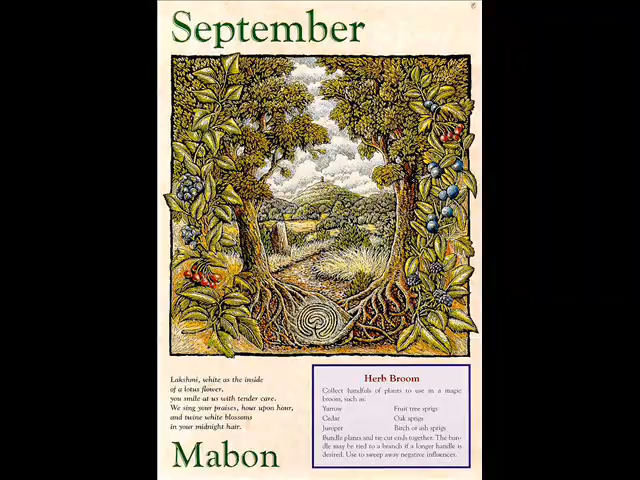 September
Lakshmi, white as the inside
of a lotus flower,
you smile at us with tender care.
We sing your praises, hour upon hour,
and twine white blossoms
in your midnight hair.
Mabon
Herb Broom
Collect handfuls of plants to use in a magic
broom, such as:
Yarrow Fruit tree sprigs
Cedar Oak sprigs
Juniper Birch or ash sprigs
Bundle plants and tie cut ends together. The bun-
dle may be tied to a branch if a longer handle is
desired. Use to sweep away negative influences.